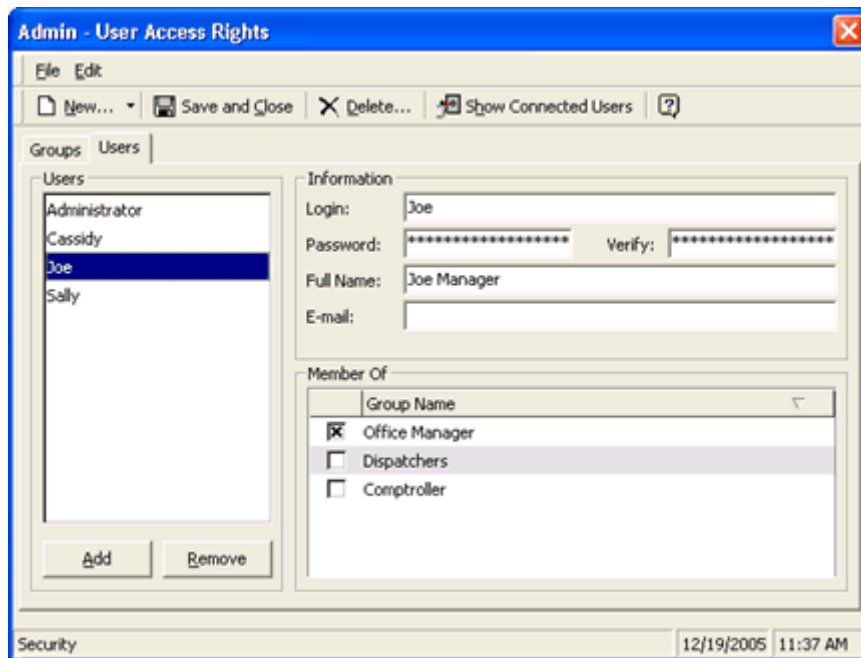 Admin - User Access Rights
File Edit
New... Save and Close Delete... Show Connected Users
Groups Users
Users
Administrator
Cassidy
Joe
Sally
Add Remove
Information
Login: Joe
Password: ****************** Verify: ******************
Full Name: Joe Manager
E-mail:
Member Of
Group Name
Office Manager
Dispatchers
Comptroller
Security 12/19/2005 11:37 AM